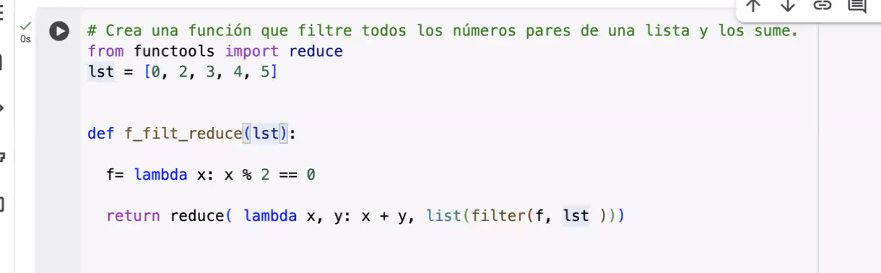 # Crea una función que filtre todos los números pares de una lista y los sume.
0s
from functools import reduce
lst = [0, 2, 3, 4, 5]
def f_filt_reduce(lst):
f= lambda x: x % 2 == 0
return reduce( lambda x, y: x + y, list(filter(f, lst )))